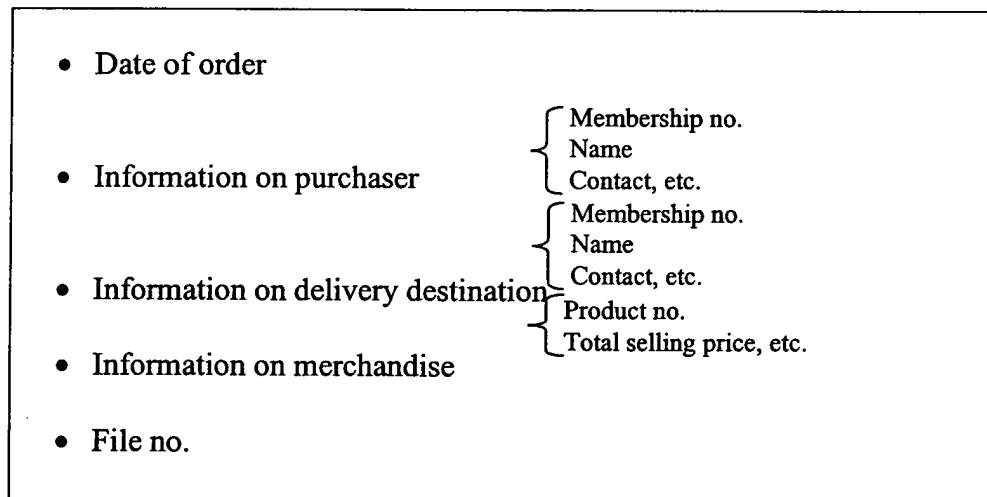 • Date of order
• Information on purchaser
Membership no.
Name
Contact, etc.
• Information on delivery destination
Membership no.
Name
Contact, etc.
• Information on merchandise
Product no.
Total selling price, etc.
• File no.